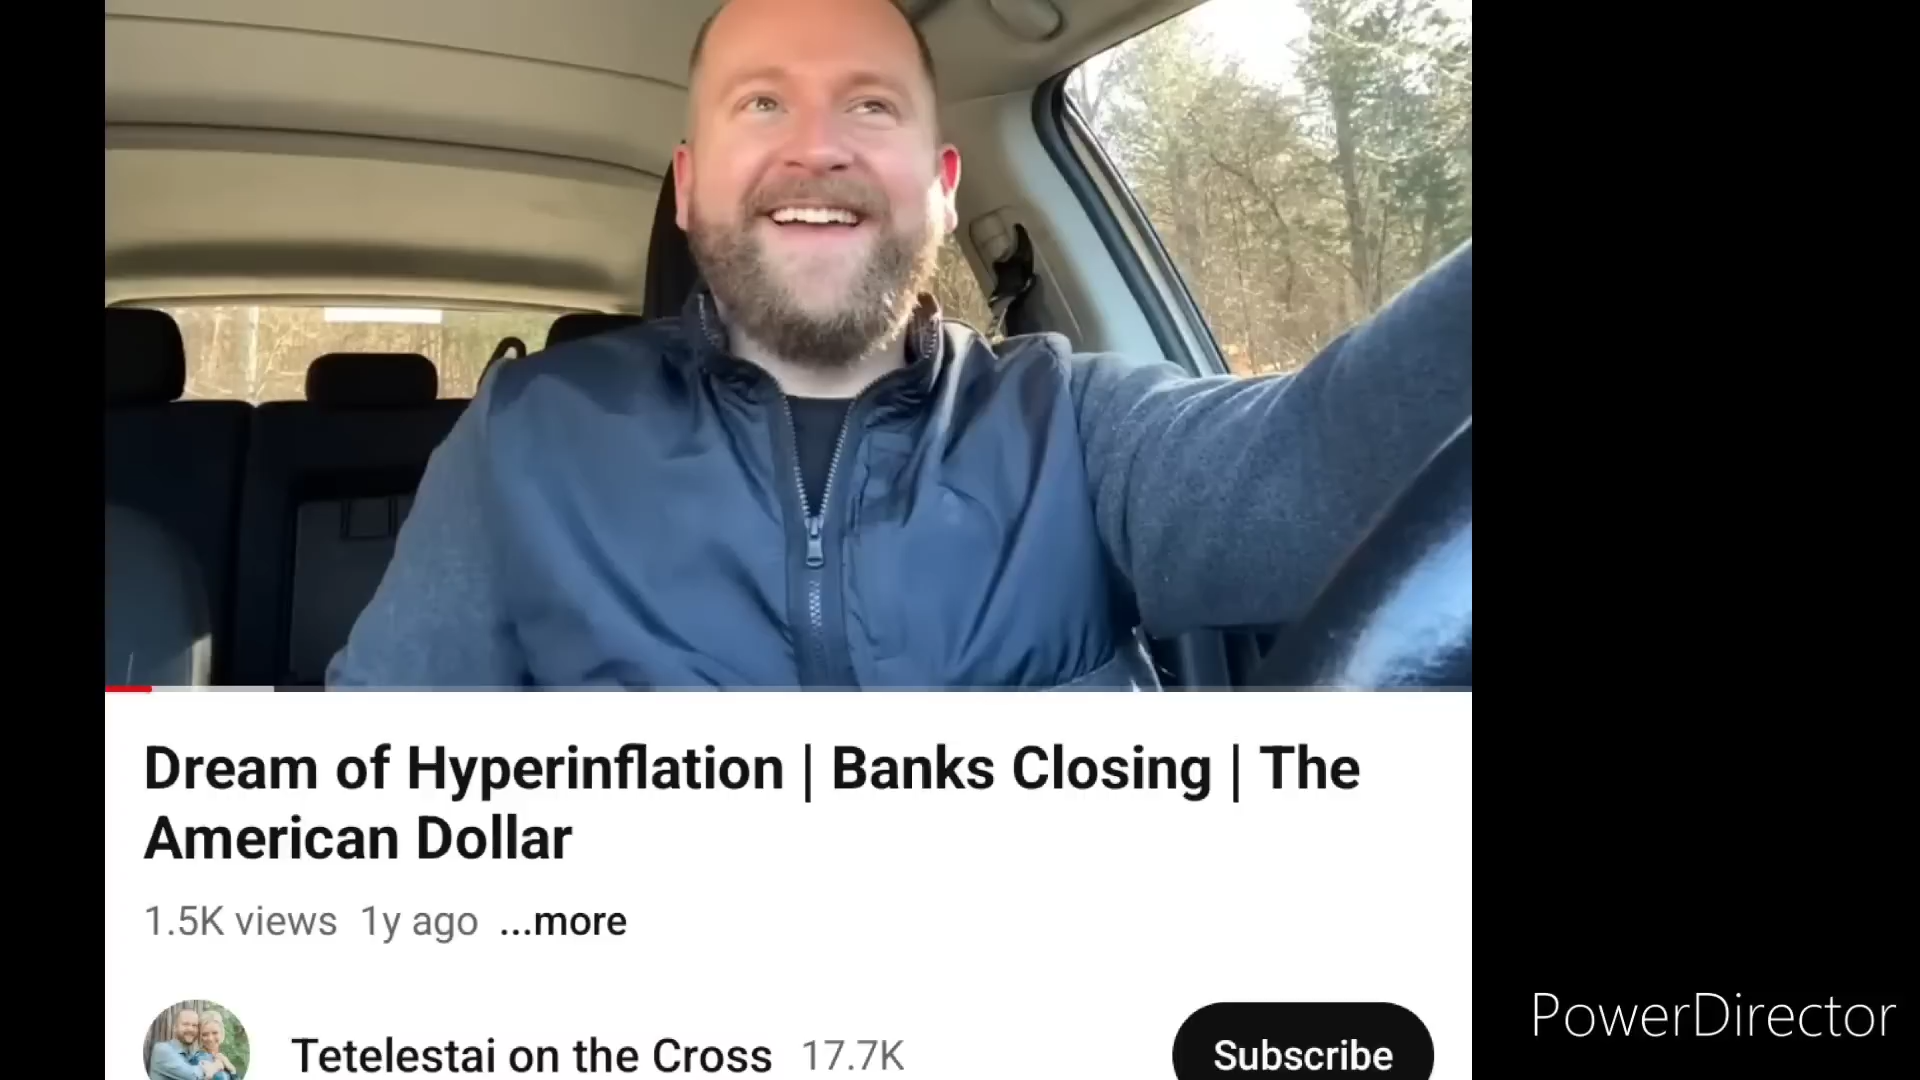 Dream of Hyperinflation | Banks Closing | The
American Dollar
1.5K views 1y ago ...more
Tetelestai on the Cross 17.7K
Subscribe
PowerDirector